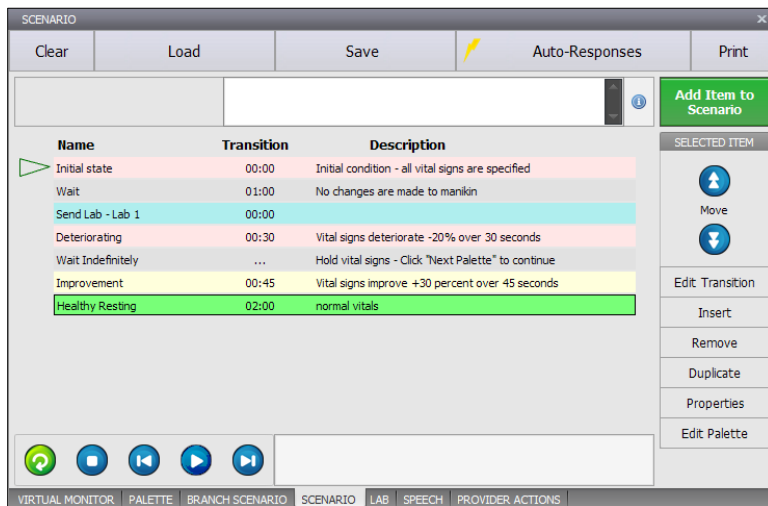 SCENARIO
Clear Load Save Auto-Responses Print
Add Item to
Scenario
Name Transition Description
SELECTED ITEM
Initial state 00:00 Initial condition - all vital signs are specified
Wait 01:00 No changes are made to manikin
Send Lab - Lab 1 00:00
Move
Deteriorating 00:30 Vital signs deteriorate -20% over 30 seconds
Wait Indefinitely ... Hold vital signs - Click "Next Palette" to continue
Improvement 00:45 Vital signs improve +30 percent over 45 seconds
Healthy Resting 02:00 normal vitals
Edit Transition
Insert
Remove
Duplicate
Properties
Edit Palette
VIRTUAL MONITOR PALETTE BRANCH SCENARIO SCENARIO LAB SPEECH PROVIDER ACTIONS